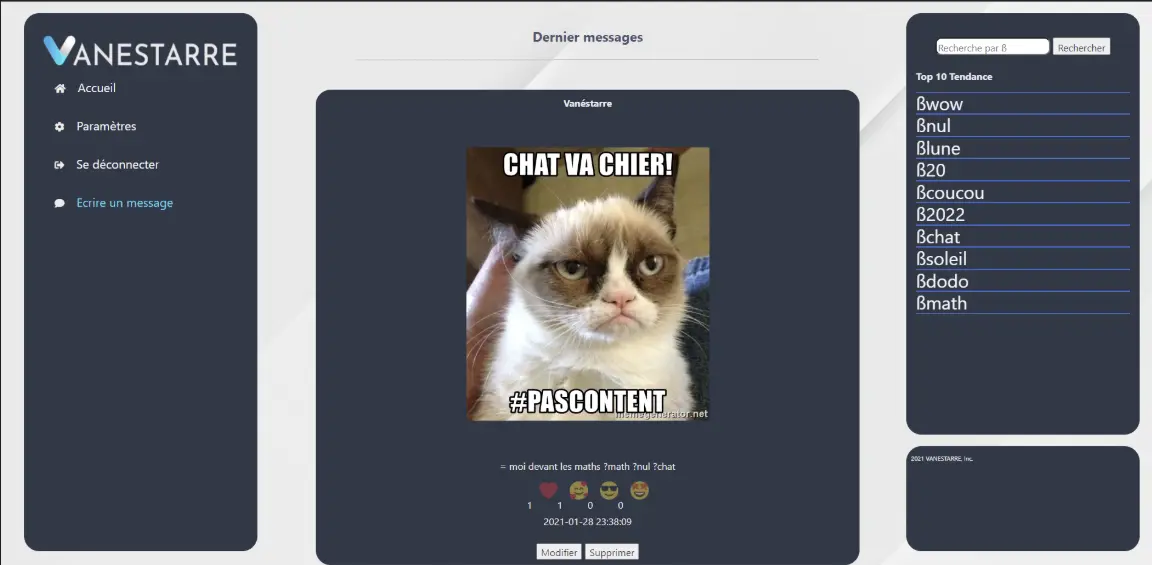 VANESTARRE
Accueil
Paramètres
Se déconnecter
Ecrire un message
Dernier messages
Vanéstarre
CHAT VA CHIER!
#PASCONTENT
memegenerator.net
= moi devant les maths ?math ?nul ?chat
1 1 0 0
2021-01-28 23:38:09
Modifier Supprimer
Recherche par ß Rechercher
Top 10 Tendance
ßwow
ßnul
ßlune
ß20
ßcoucou
ß2022
ßchat
ßsoleil
ßdodo
ßmath
2021 VANESTARRE, Inc.